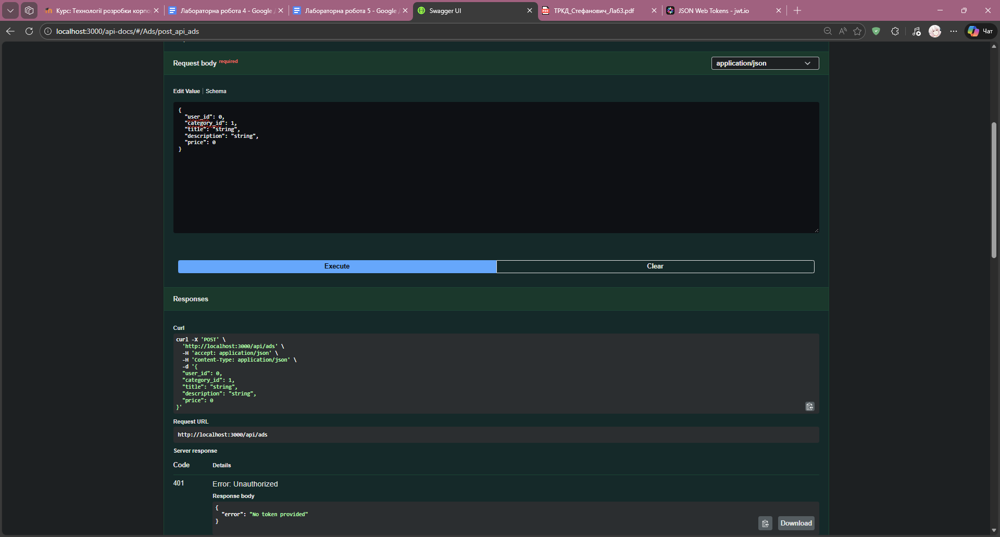 Курс: Технології розробки корпо
Лабораторна робота 4 - Google
Лабораторна робота 5 - Google
Swagger UI
ТРКД_Стефанович_Лаб3.pdf
JSON Web Tokens - jwt.io
localhost:3000/api-docs/#/Ads/post_api_ads
Чат
Request body required
application/json
Edit Value | Schema
{
"user_id": 0,
"category_id": 1,
"title": "string",
"description": "string",
"price": 0
}
Execute
Clear
Responses
Curl
curl -X 'POST' \
'http://localhost:3000/api/ads' \
-H 'accept: application/json' \
-H 'Content-Type: application/json' \
-d '{
"user_id": 0,
"category_id": 1,
"title": "string",
"description": "string",
"price": 0
}'
Request URL
http://localhost:3000/api/ads
Server response
Code
Details
401
Error: Unauthorized
Response body
{
"error": "No token provided"
}
Download